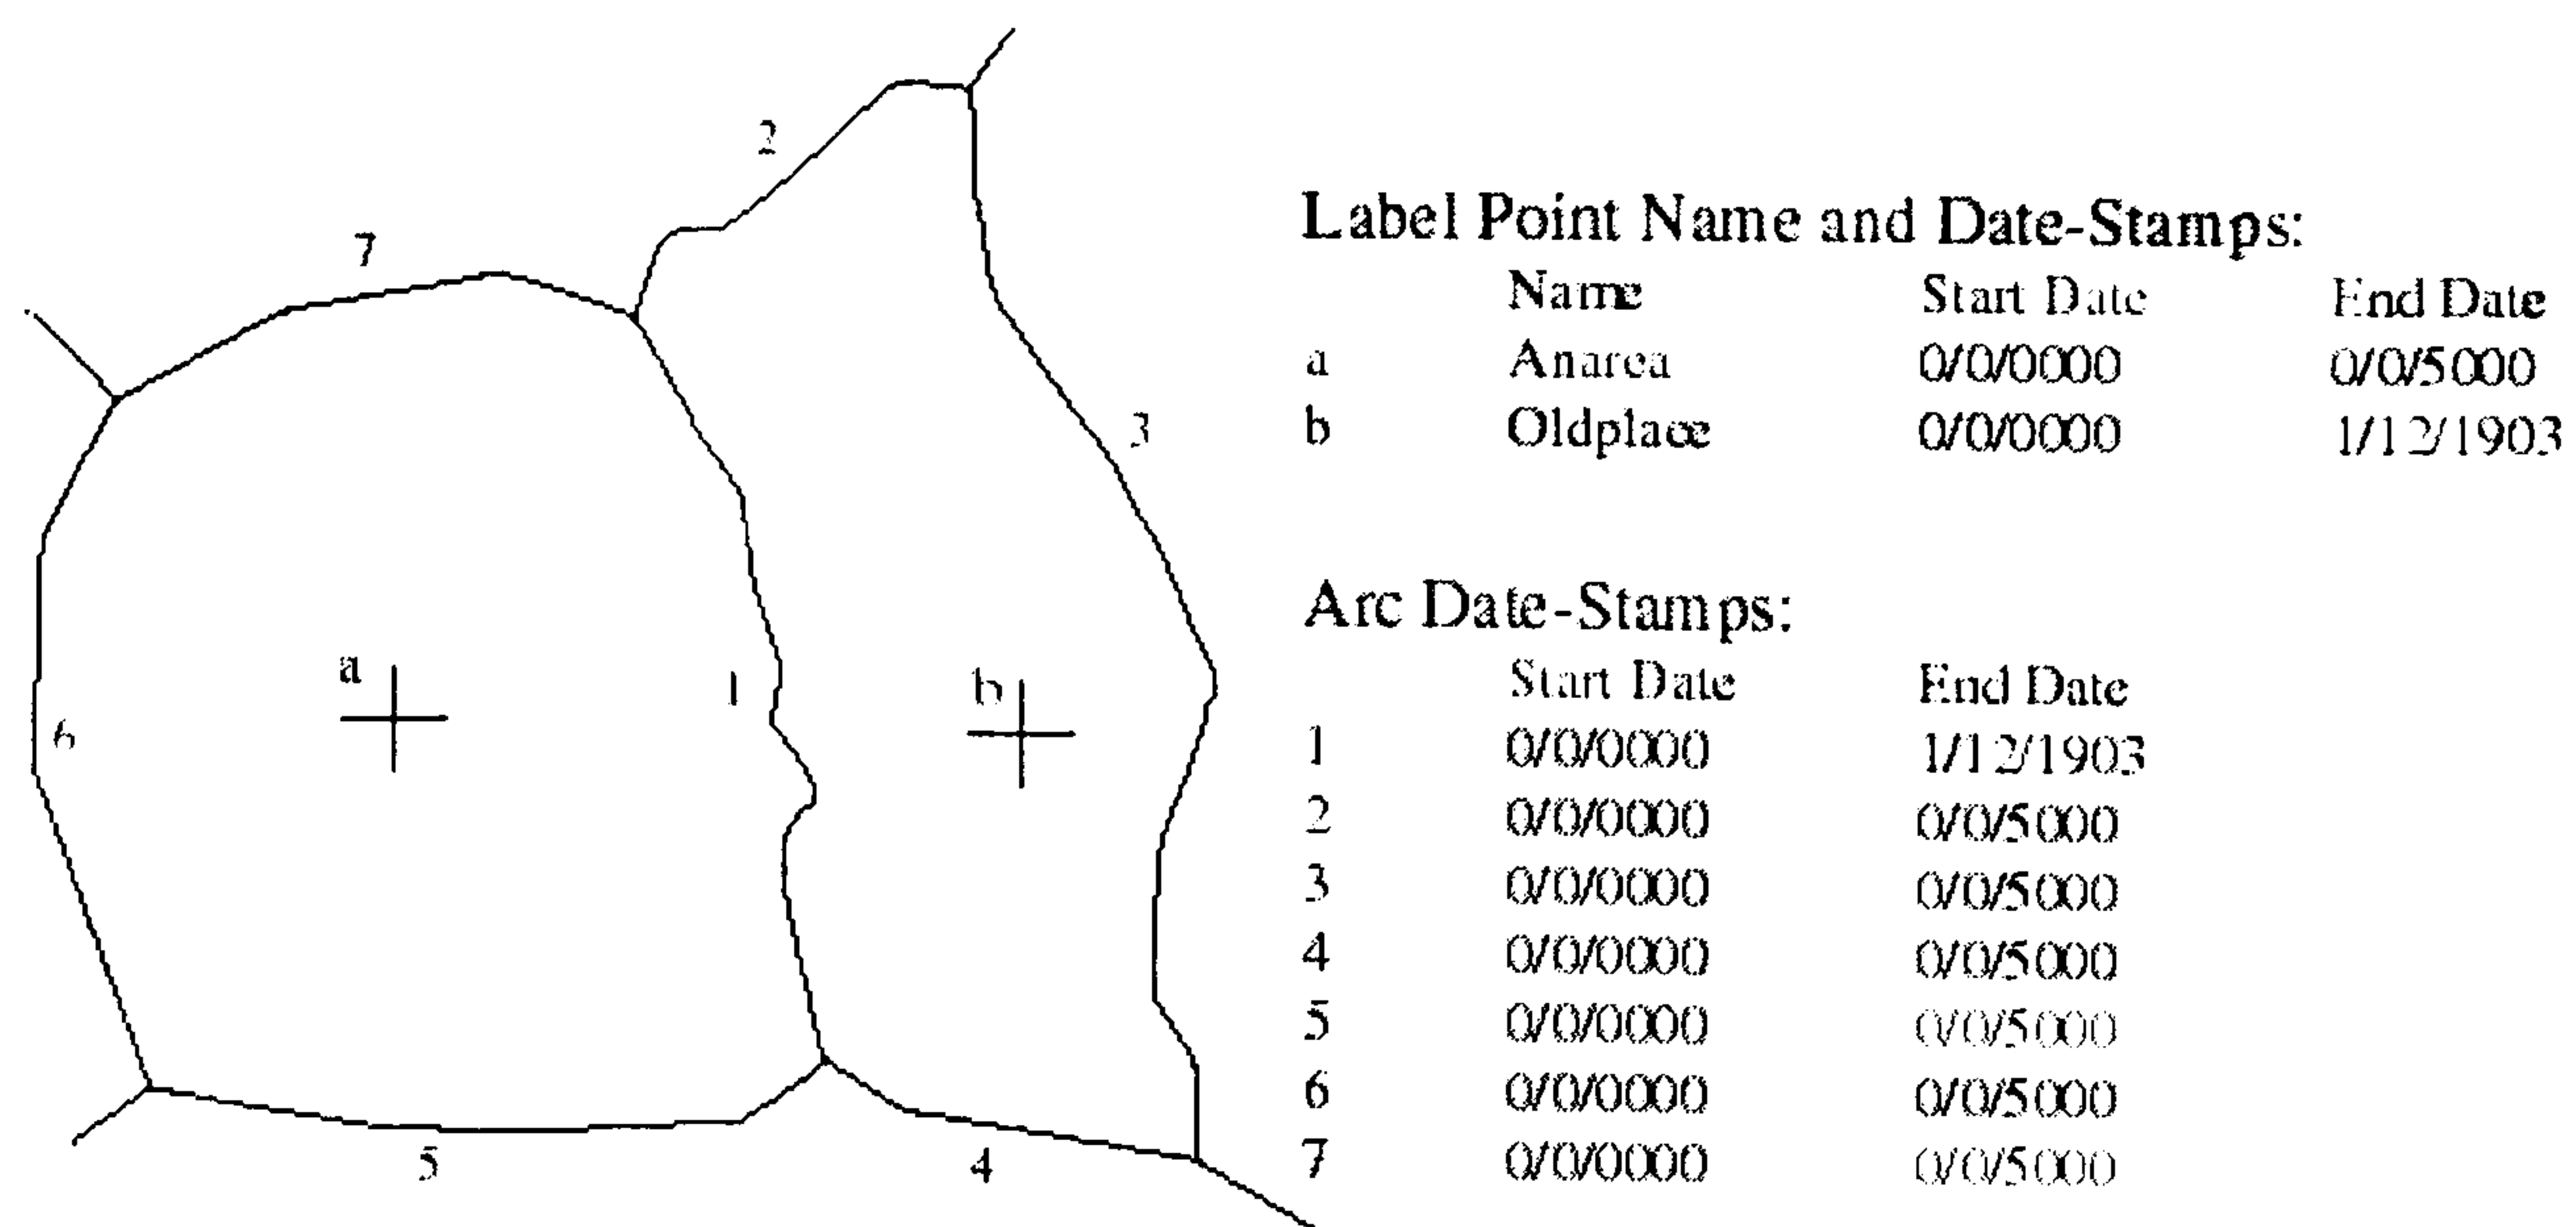 2
7
3
a
1
b
6
5
4
Label Point Name and Date-Stamps:
Name Start Date End Date
a Anarea 0/0/0000 0/0/5000
b Oldplace 0/0/0000 1/12/1903
Arc Date-Stamps:
Start Date End Date
1 0/0/0000 1/12/1903
2 0/0/0000 0/0/5000
3 0/0/0000 0/0/5000
4 0/0/0000 0/0/5000
5 0/0/0000 0/0/5000
6 0/0/0000 0/0/5000
7 0/0/0000 0/0/5000